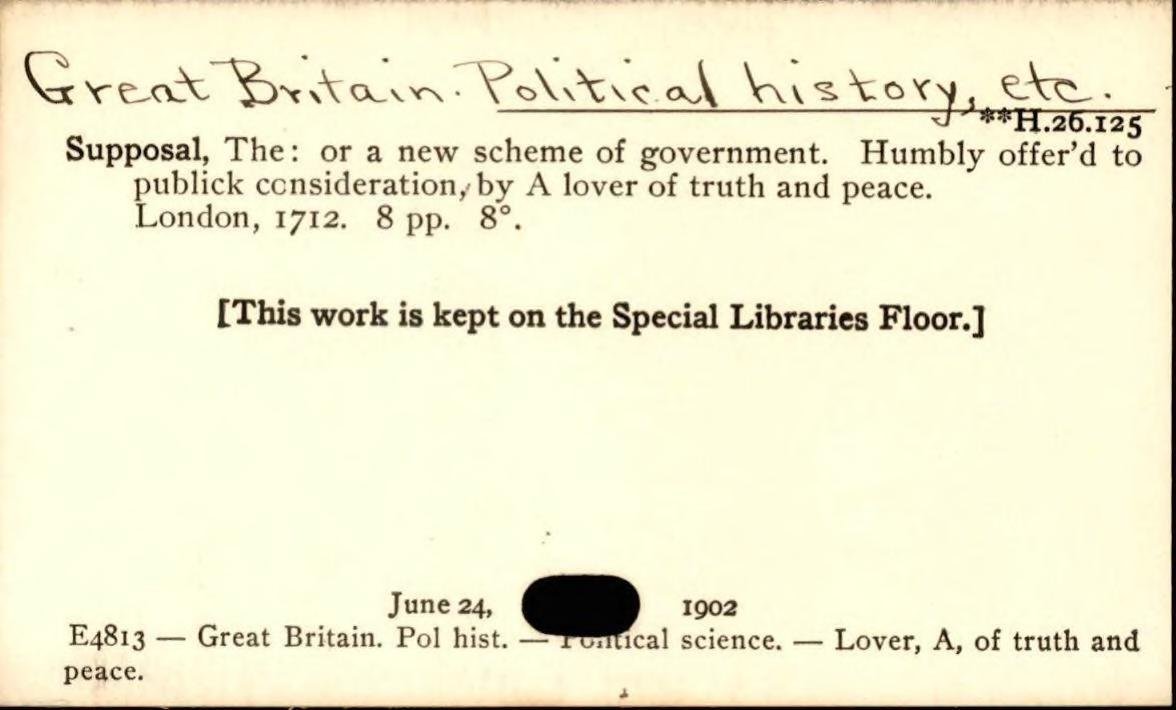 Great Britain. Political history, etc.
**H.26.125
Supposal, The: or a new scheme of government. Humbly offer'd to
publick consideration, by A lover of truth and peace.
London, 1712. 8 pp. 8°.
[This work is kept on the Special Libraries Floor.]
June 24, 1902
E4813 — Great Britain. Pol hist. — Political science. — Lover, A, of truth and
peace.